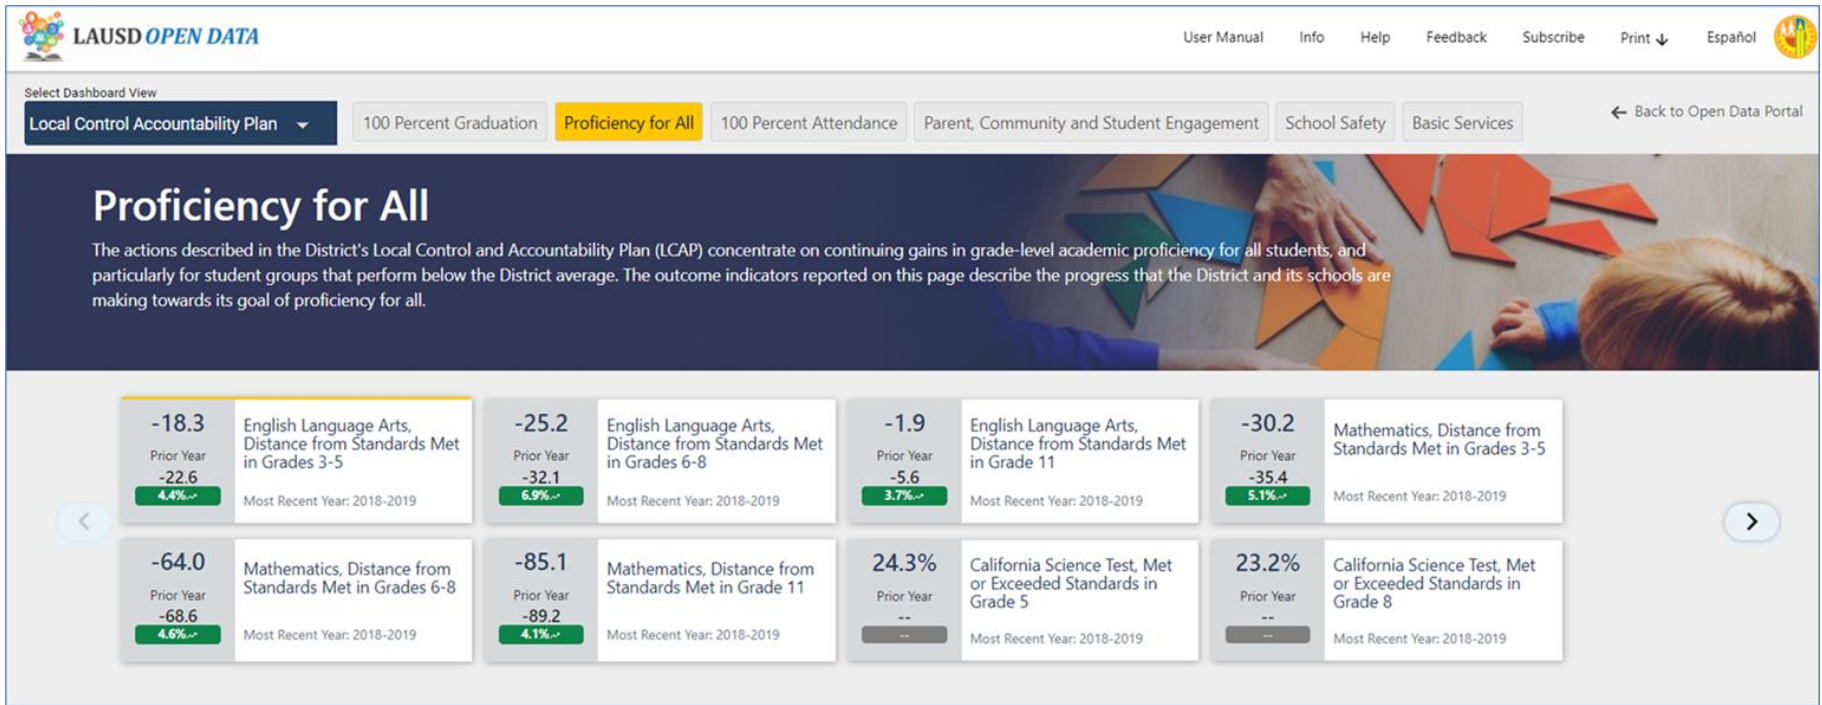 LAUSD OPEN DATA
User Manual Info Help Feedback Subscribe Print Español
Select Dashboard View
Local Control Accountability Plan
100 Percent Graduation Proficiency for All 100 Percent Attendance Parent, Community and Student Engagement School Safety Basic Services
Back to Open Data Portal
Proficiency for All
The actions described in the District's Local Control and Accountability Plan (LCAP) concentrate on continuing gains in grade-level academic proficiency for all students, and
particularly for student groups that perform below the District average. The outcome indicators reported on this page describe the progress that the District and its schools are
making towards its goal of proficiency for all.
-18.3
Prior Year
-22.6
4.4%
English Language Arts,
Distance from Standards Met
in Grades 3-5
Most Recent Year: 2018-2019
-25.2
Prior Year
-32.1
6.9%
English Language Arts,
Distance from Standards Met
in Grades 6-8
Most Recent Year: 2018-2019
-1.9
Prior Year
-5.6
3.7%
English Language Arts,
Distance from Standards Met
in Grade 11
Most Recent Year: 2018-2019
-30.2
Prior Year
-35.4
5.1%
Mathematics, Distance from
Standards Met in Grades 3-5
Most Recent Year: 2018-2019
-64.0
Prior Year
-68.6
4.6%
Mathematics, Distance from
Standards Met in Grades 6-8
Most Recent Year: 2018-2019
-85.1
Prior Year
-89.2
4.1%
Mathematics, Distance from
Standards Met in Grade 11
Most Recent Year: 2018-2019
24.3%
Prior Year
--
--
California Science Test, Met
or Exceeded Standards in
Grade 5
Most Recent Year: 2018-2019
23.2%
Prior Year
--
--
California Science Test, Met
or Exceeded Standards in
Grade 8
Most Recent Year: 2018-2019